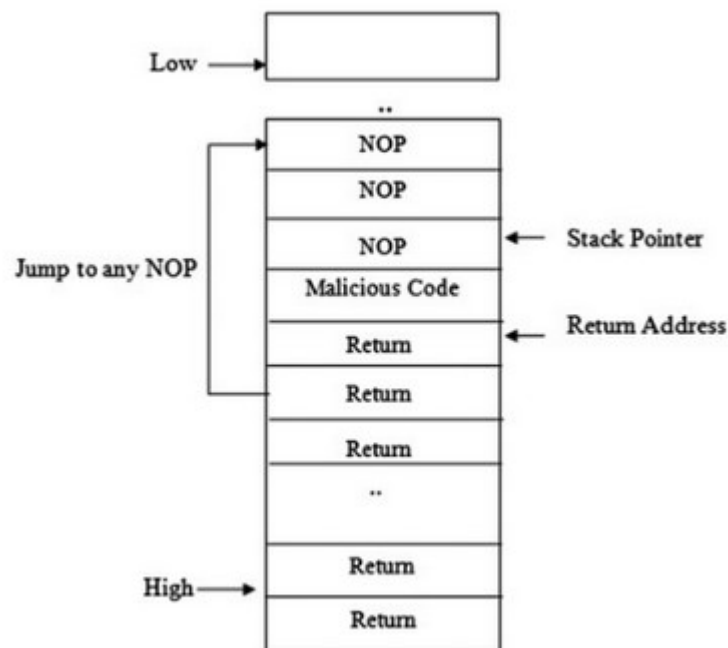 Low
..
NOP
NOP
NOP
Stack Pointer
Jump to any NOP
Malicious Code
Return Address
Return
Return
Return
..
Return
High
Return